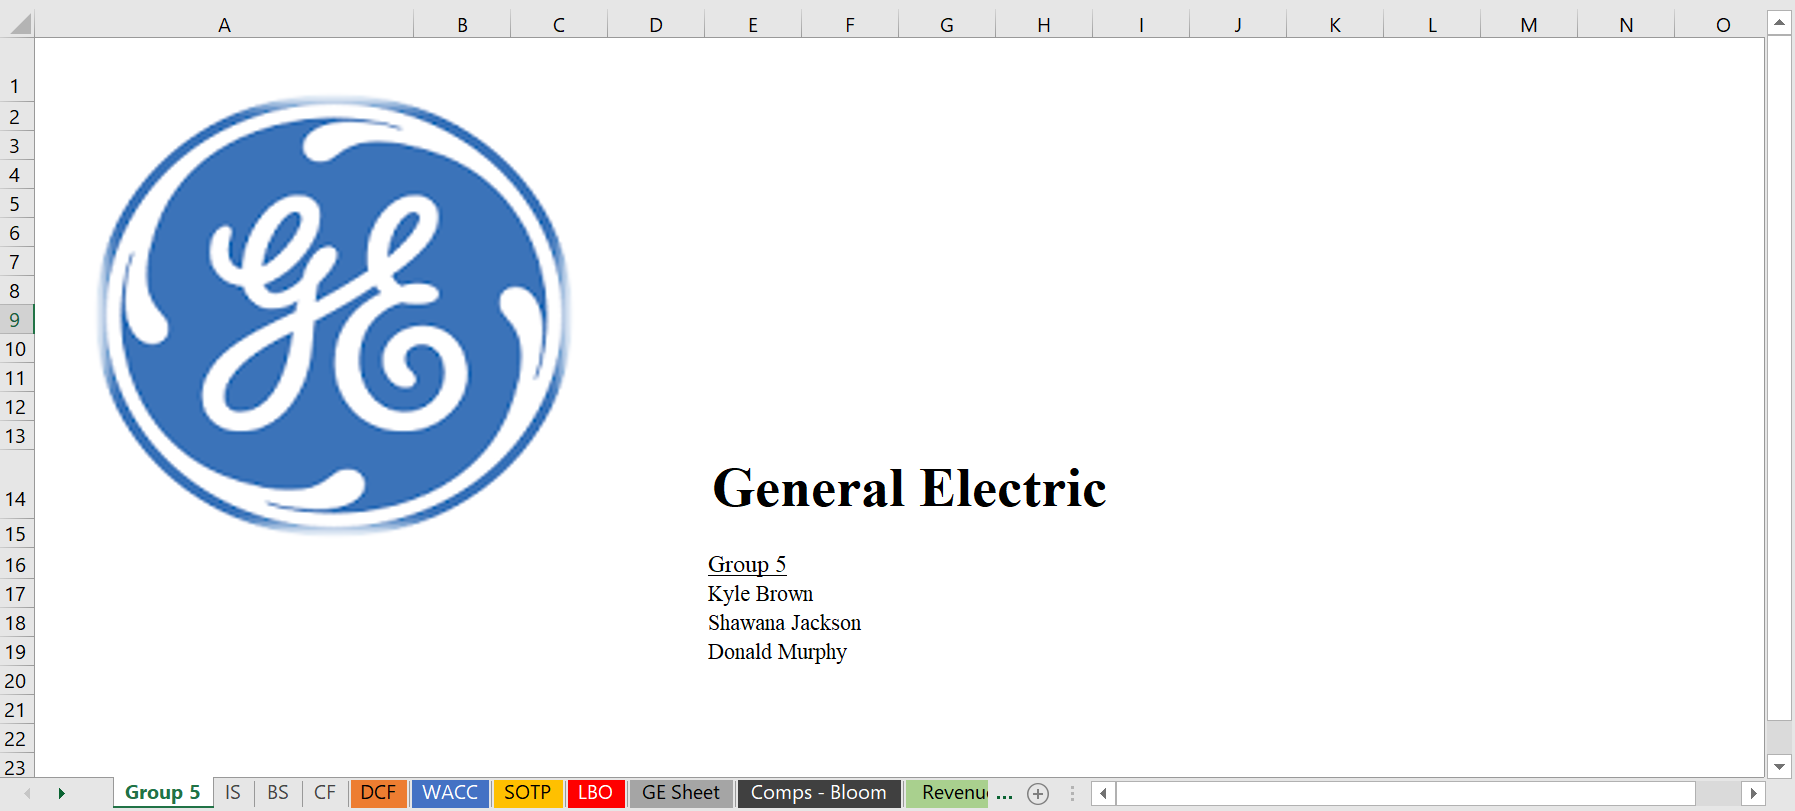 A B C D E F G H I J K L M N O
1
2
3
4
5
6
7
8
9
10
11
12
13
14 General Electric
15
16 Group 5
17 Kyle Brown
18 Shawana Jackson
19 Donald Murphy
20
21
22
23
GE
Group 5 IS BS CF DCF WACC SOTP LBO GE Sheet Comps - Bloom Revenu ...